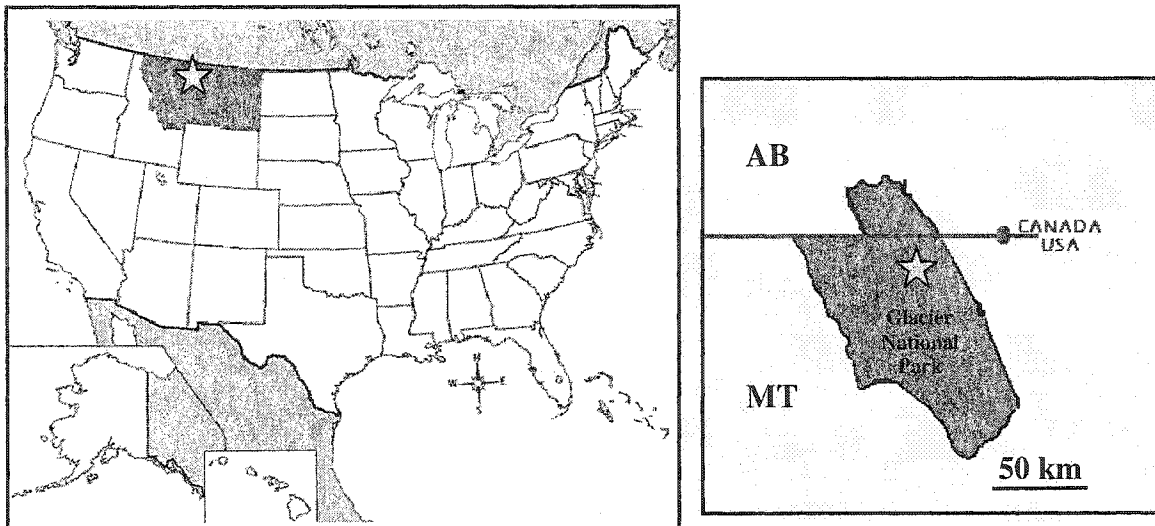 N
W E
S
AB
CANADA
USA
Glacier
National
Park
MT
50 km